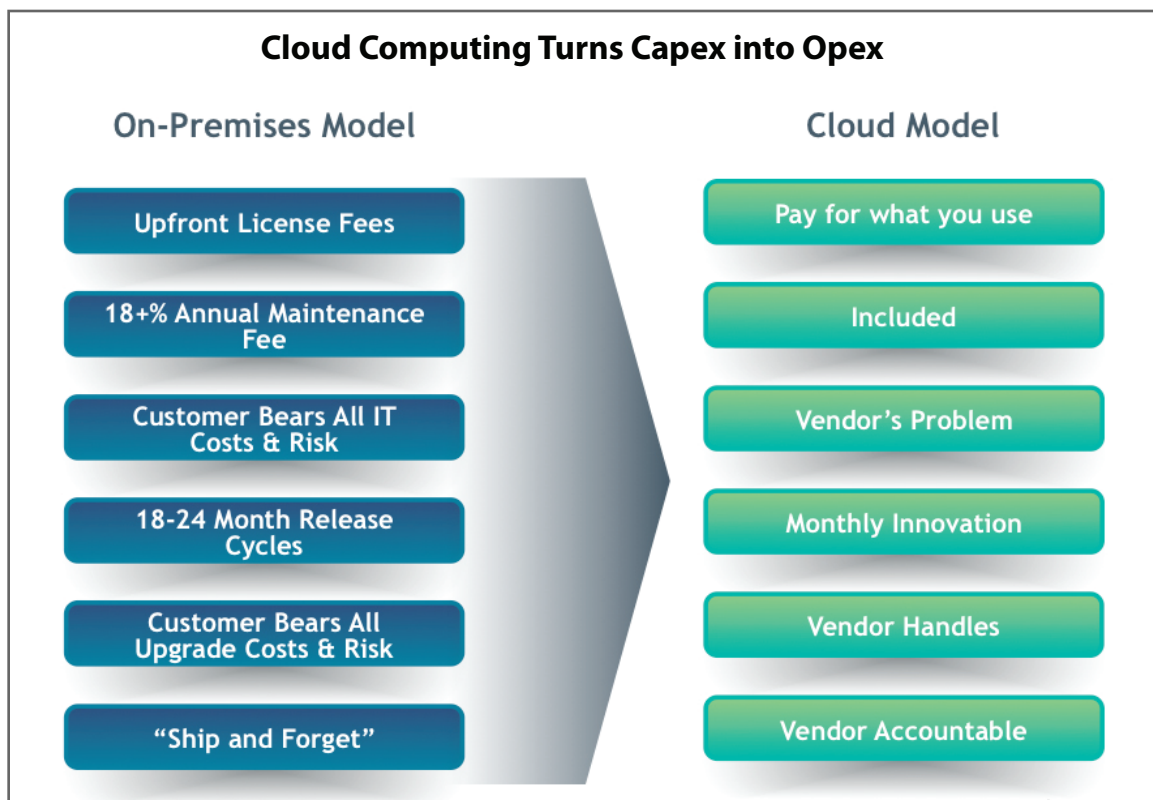 Cloud Computing Turns Capex into Opex
On-Premises Model
Cloud Model
Upfront License Fees
Pay for what you use
18+% Annual Maintenance
Fee
Included
Customer Bears All IT
Costs & Risk
Vendor’s Problem
18-24 Month Release
Cycles
Monthly Innovation
Customer Bears All
Upgrade Costs & Risk
Vendor Handles
“Ship and Forget”
Vendor Accountable